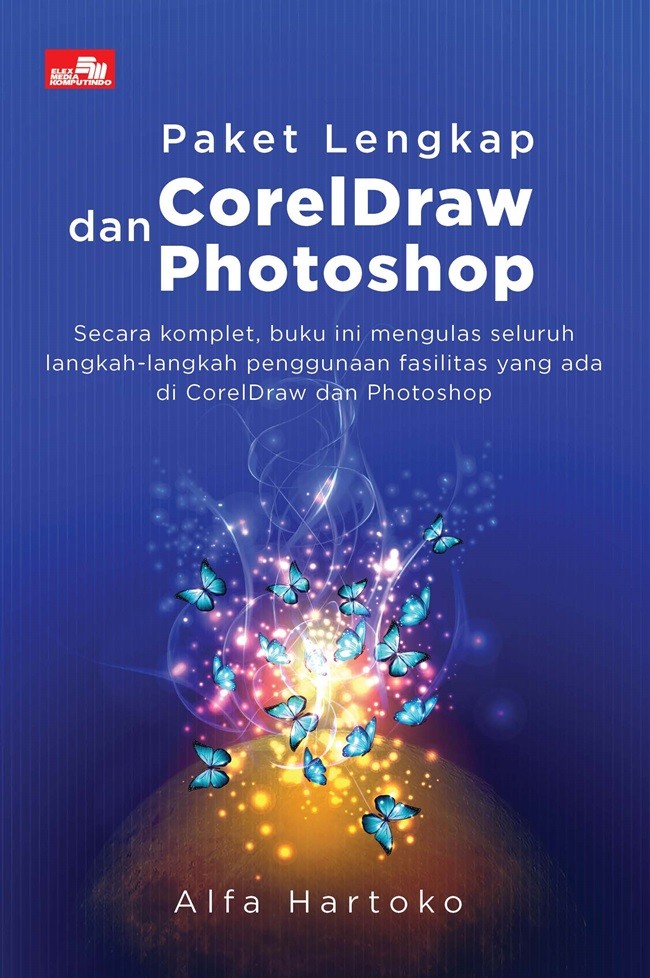 ELEX
MEDIA
KOMPUTINDO
Paket Lengkap
CorelDraw
dan
Photoshop
Secara komplet, buku ini mengulas seluruh
langkah-langkah penggunaan fasilitas yang ada
di CorelDraw dan Photoshop
Alfa Hartoko